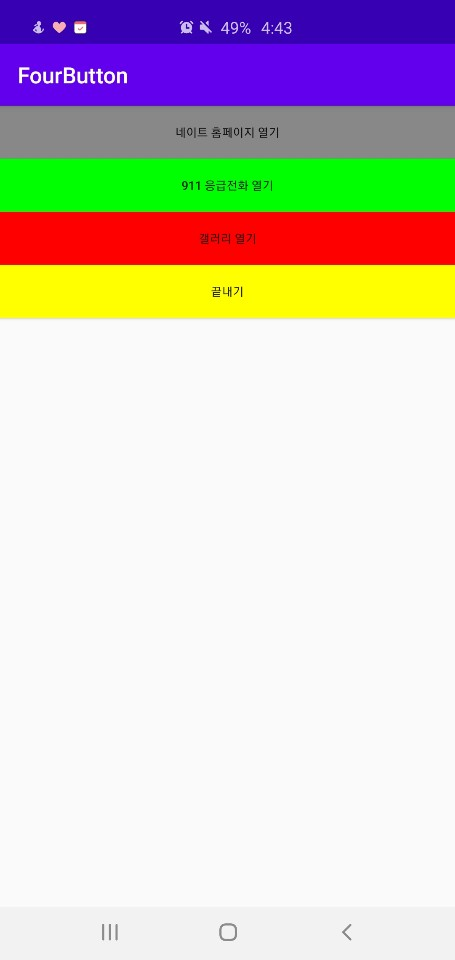 49% 4:43
FourButton
네이트 홈페이지 열기
911 응급전화 열기
갤러리 열기
끝내기